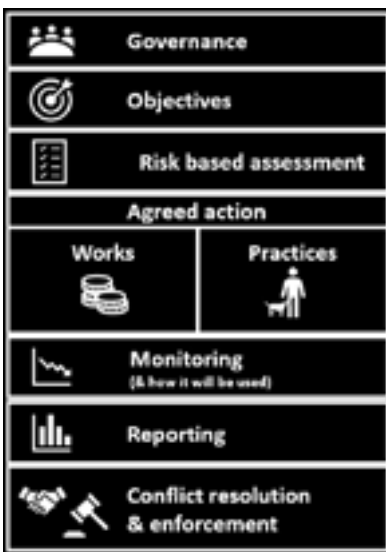 Governance
Objectives
Risk based assessment
Agreed action
Works
Practices
Monitoring
(& how it will be used)
Reporting
Conflict resolution
& enforcement